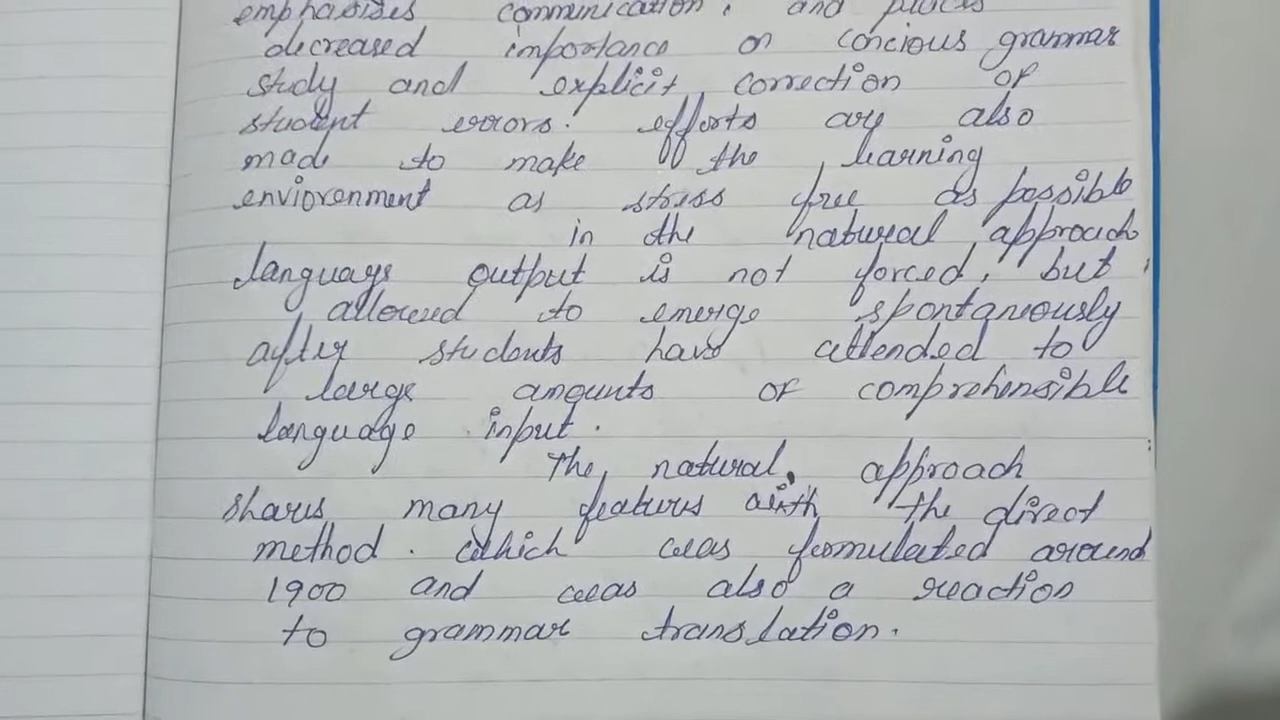 emphasises communication, and places
decreased importance on concious grammar
study and explicit correction of
student errors. efforts are also
made to make the learning
enviorenment as stress free as possible
in the natural approach
language output is not forced, but
allowed to emerge spontaneously
after students have attended to
large amounts of comprehensible
language input.
The natural approach
shares many features with the direct
method. which was formulated around
1900 and was also a reaction
to grammar translation.